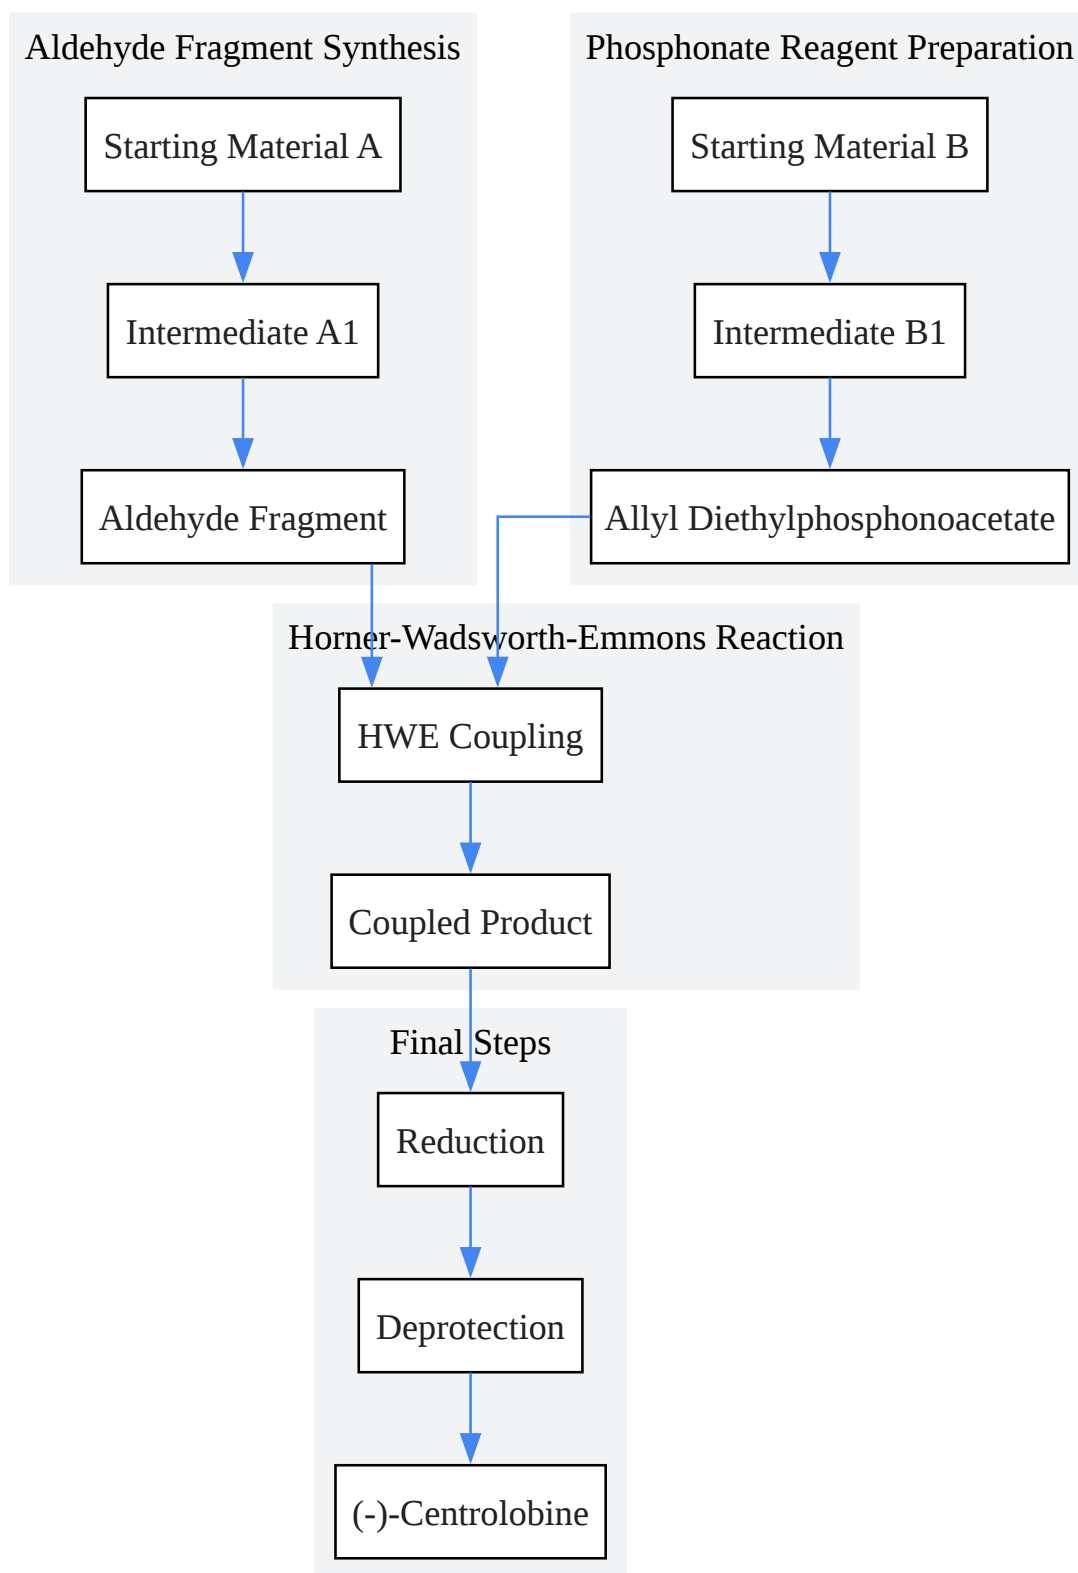 Aldehyde Fragment Synthesis
Starting Material A
Intermediate A1
Aldehyde Fragment
Phosphonate Reagent Preparation
Starting Material B
Intermediate B1
Allyl Diethylphosphonoacetate
Horner-Wadsworth-Emmons Reaction
HWE Coupling
Coupled Product
Final Steps
Reduction
Deprotection
(-)-Centrolobine